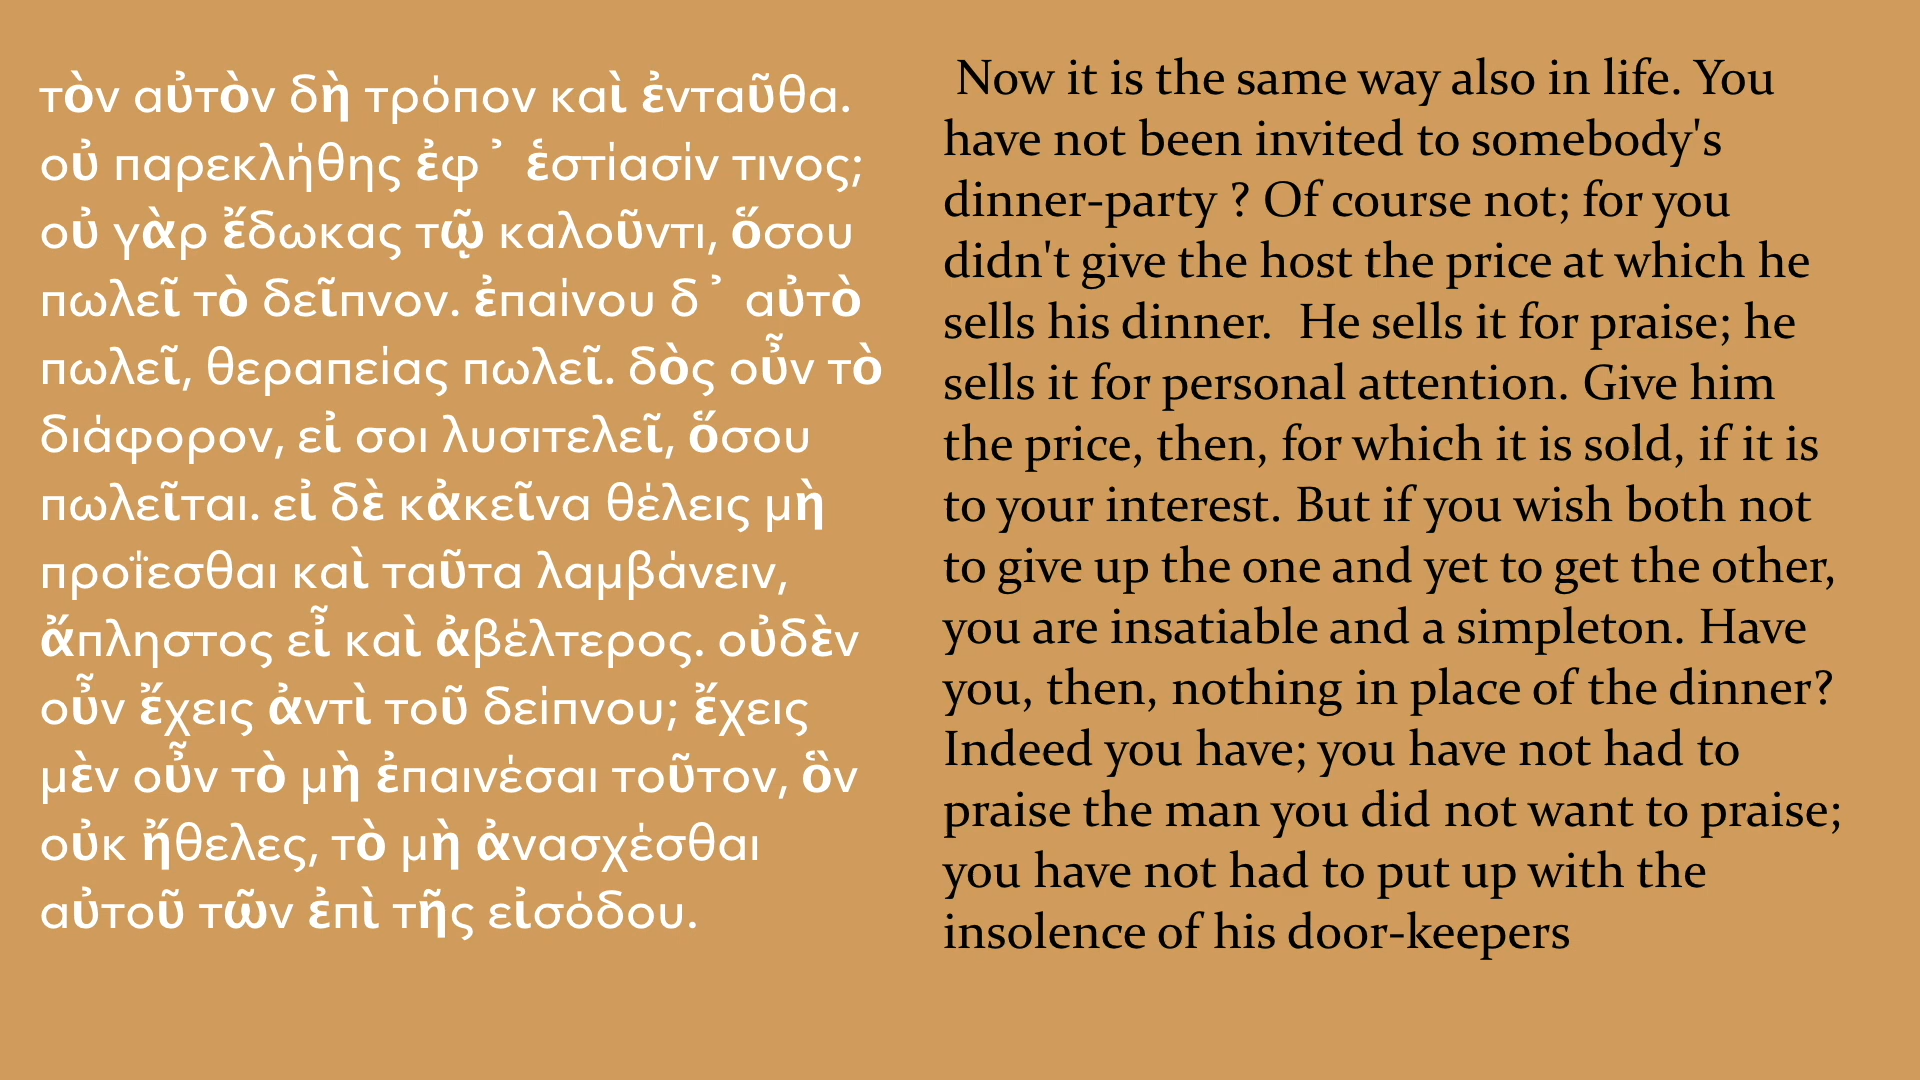 τὸν αὐτὸν δὴ τρόπον καὶ ἐνταῦθα.
οὐ παρεκλήθης ἐφ᾽ ἑστίασίν τινος;
οὐ γὰρ ἔδωκας τῷ καλοῦντι, ὅσου
πωλεῖ τὸ δεῖπνον. ἐπαίνου δ᾽ αὐτὸ
πωλεῖ, θεραπείας πωλεῖ. δὸς οὖν τὸ
διάφορον, εἰ σοι λυσιτελεῖ, ὅσου
πωλεῖται. εἰ δὲ κἀκεῖνα θέλεις μὴ
προΐεσθαι καὶ ταῦτα λαμβάνειν,
ἄπληστος εἶ καὶ ἀβέλτερος. οὐδὲν
οὖν ἔχεις ἀντὶ τοῦ δείπνου; ἔχεις
μὲν οὖν τὸ μὴ ἐπαινέσαι τοῦτον, ὃν
οὐκ ἤθελες, τὸ μὴ ἀνασχέσθαι
αὐτοῦ τῶν ἐπὶ τῆς εἰσόδου.
Now it is the same way also in life. You
have not been invited to somebody's
dinner-party ? Of course not; for you
didn't give the host the price at which he
sells his dinner.  He sells it for praise; he
sells it for personal attention. Give him
the price, then, for which it is sold, if it is
to your interest. But if you wish both not
to give up the one and yet to get the other,
you are insatiable and a simpleton. Have
you, then, nothing in place of the dinner?
Indeed you have; you have not had to
praise the man you did not want to praise;
you have not had to put up with the
insolence of his door-keepers